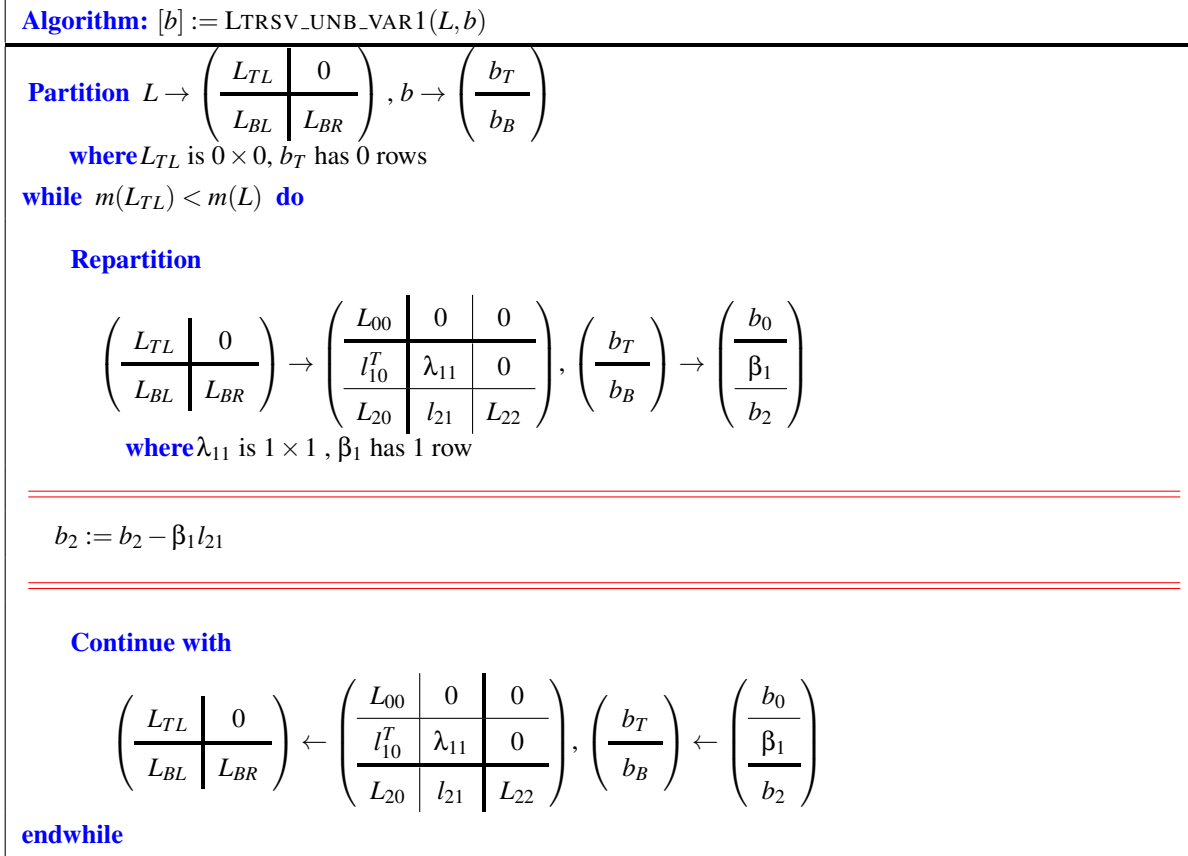 Algorithm: [b] := LTRSV_UNB_VAR1(L,b)
Partition L → ( L_TL 0 / L_BL L_BR ) , b → ( b_T / b_B )
where L_TL is 0 × 0, b_T has 0 rows
while m(L_TL) < m(L) do
Repartition
( L_TL 0 / L_BL L_BR ) → ( L_00 0 0 / l_10^T λ_11 0 / L_20 l_21 L_22 ) , ( b_T / b_B ) → ( b_0 / β_1 / b_2 )
where λ_11 is 1 × 1 , β_1 has 1 row
b_2 := b_2 − β_1 l_21
Continue with
( L_TL 0 / L_BL L_BR ) ← ( L_00 0 0 / l_10^T λ_11 0 / L_20 l_21 L_22 ) , ( b_T / b_B ) ← ( b_0 / β_1 / b_2 )
endwhile